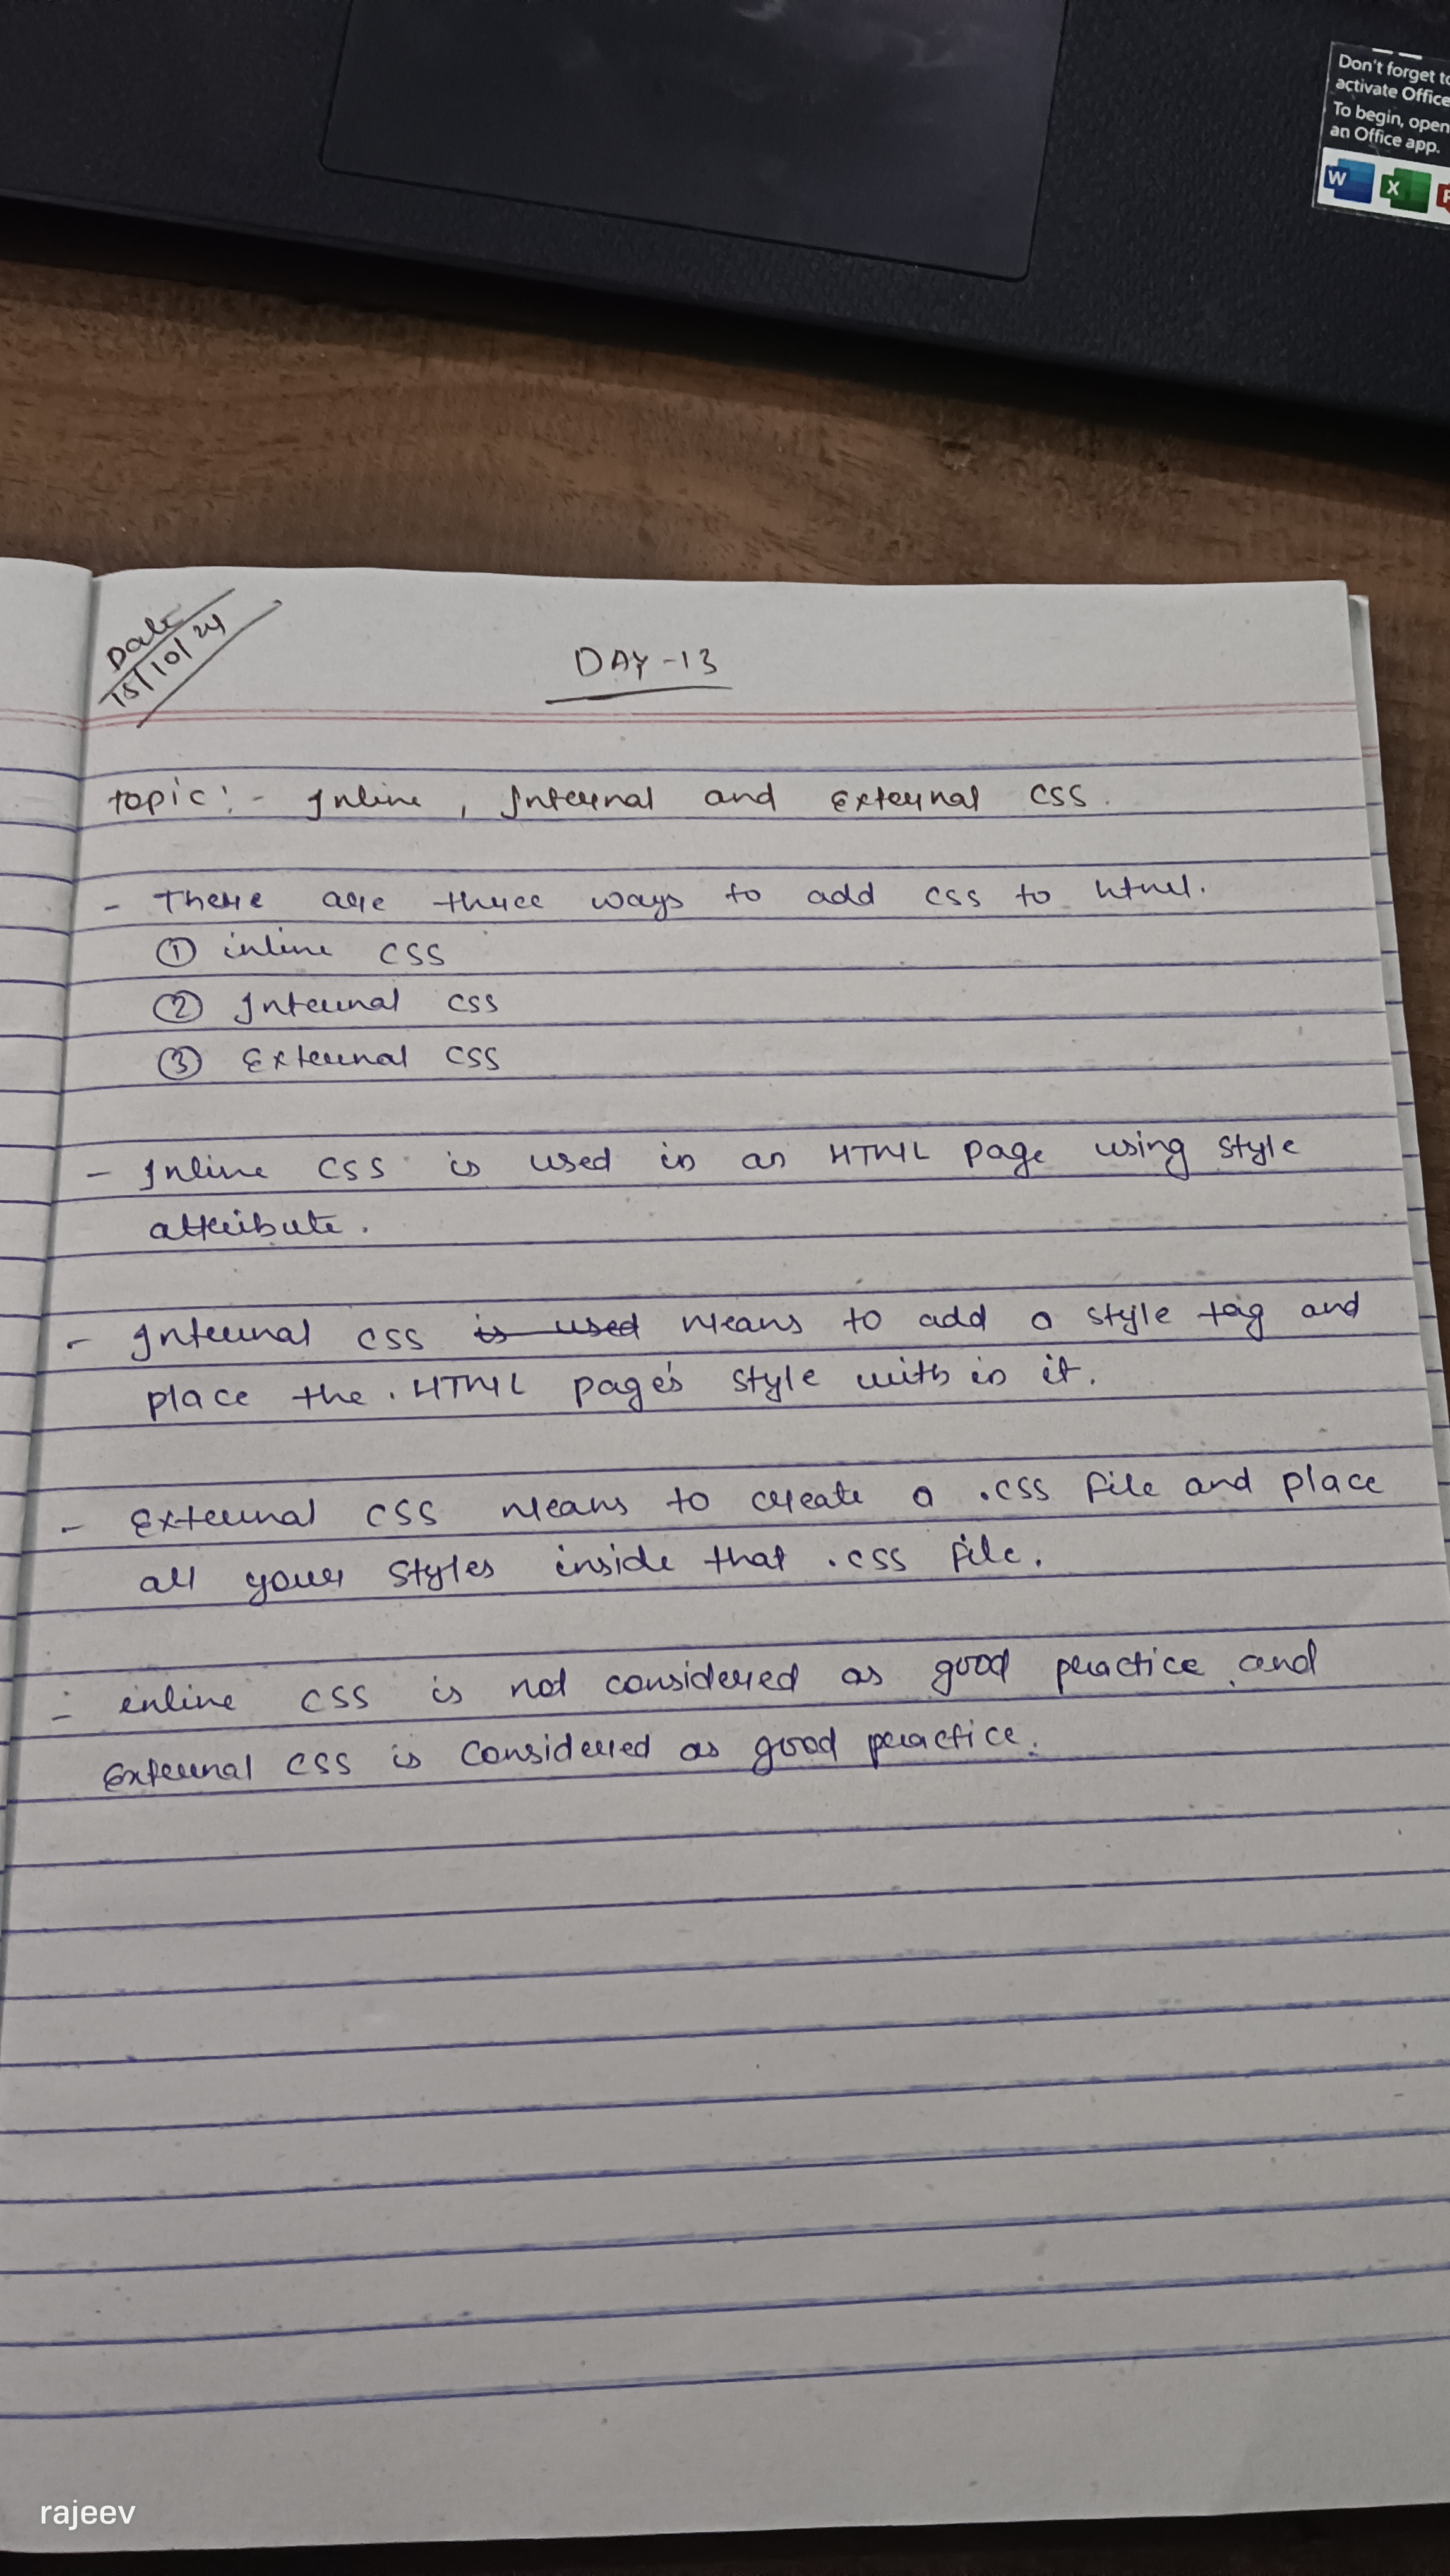 Don't forget to
activate Office
To begin, open
an Office app.
W X P
Date
15/10/24
DAY-13
Topic:- Inline, Internal and External CSS.
- There are three ways to add CSS to html.
① inline CSS
② Internal CSS
③ External CSS
- Inline CSS is used in an HTML page using style
attribute.
- Internal CSS is used means to add a style tag and
place the .HTML page's style with in it.
- External CSS means to create a .css file and place
all your styles inside that .css file.
- inline CSS is not considered as good practice and
External CSS is considered as good practice.
rajeev